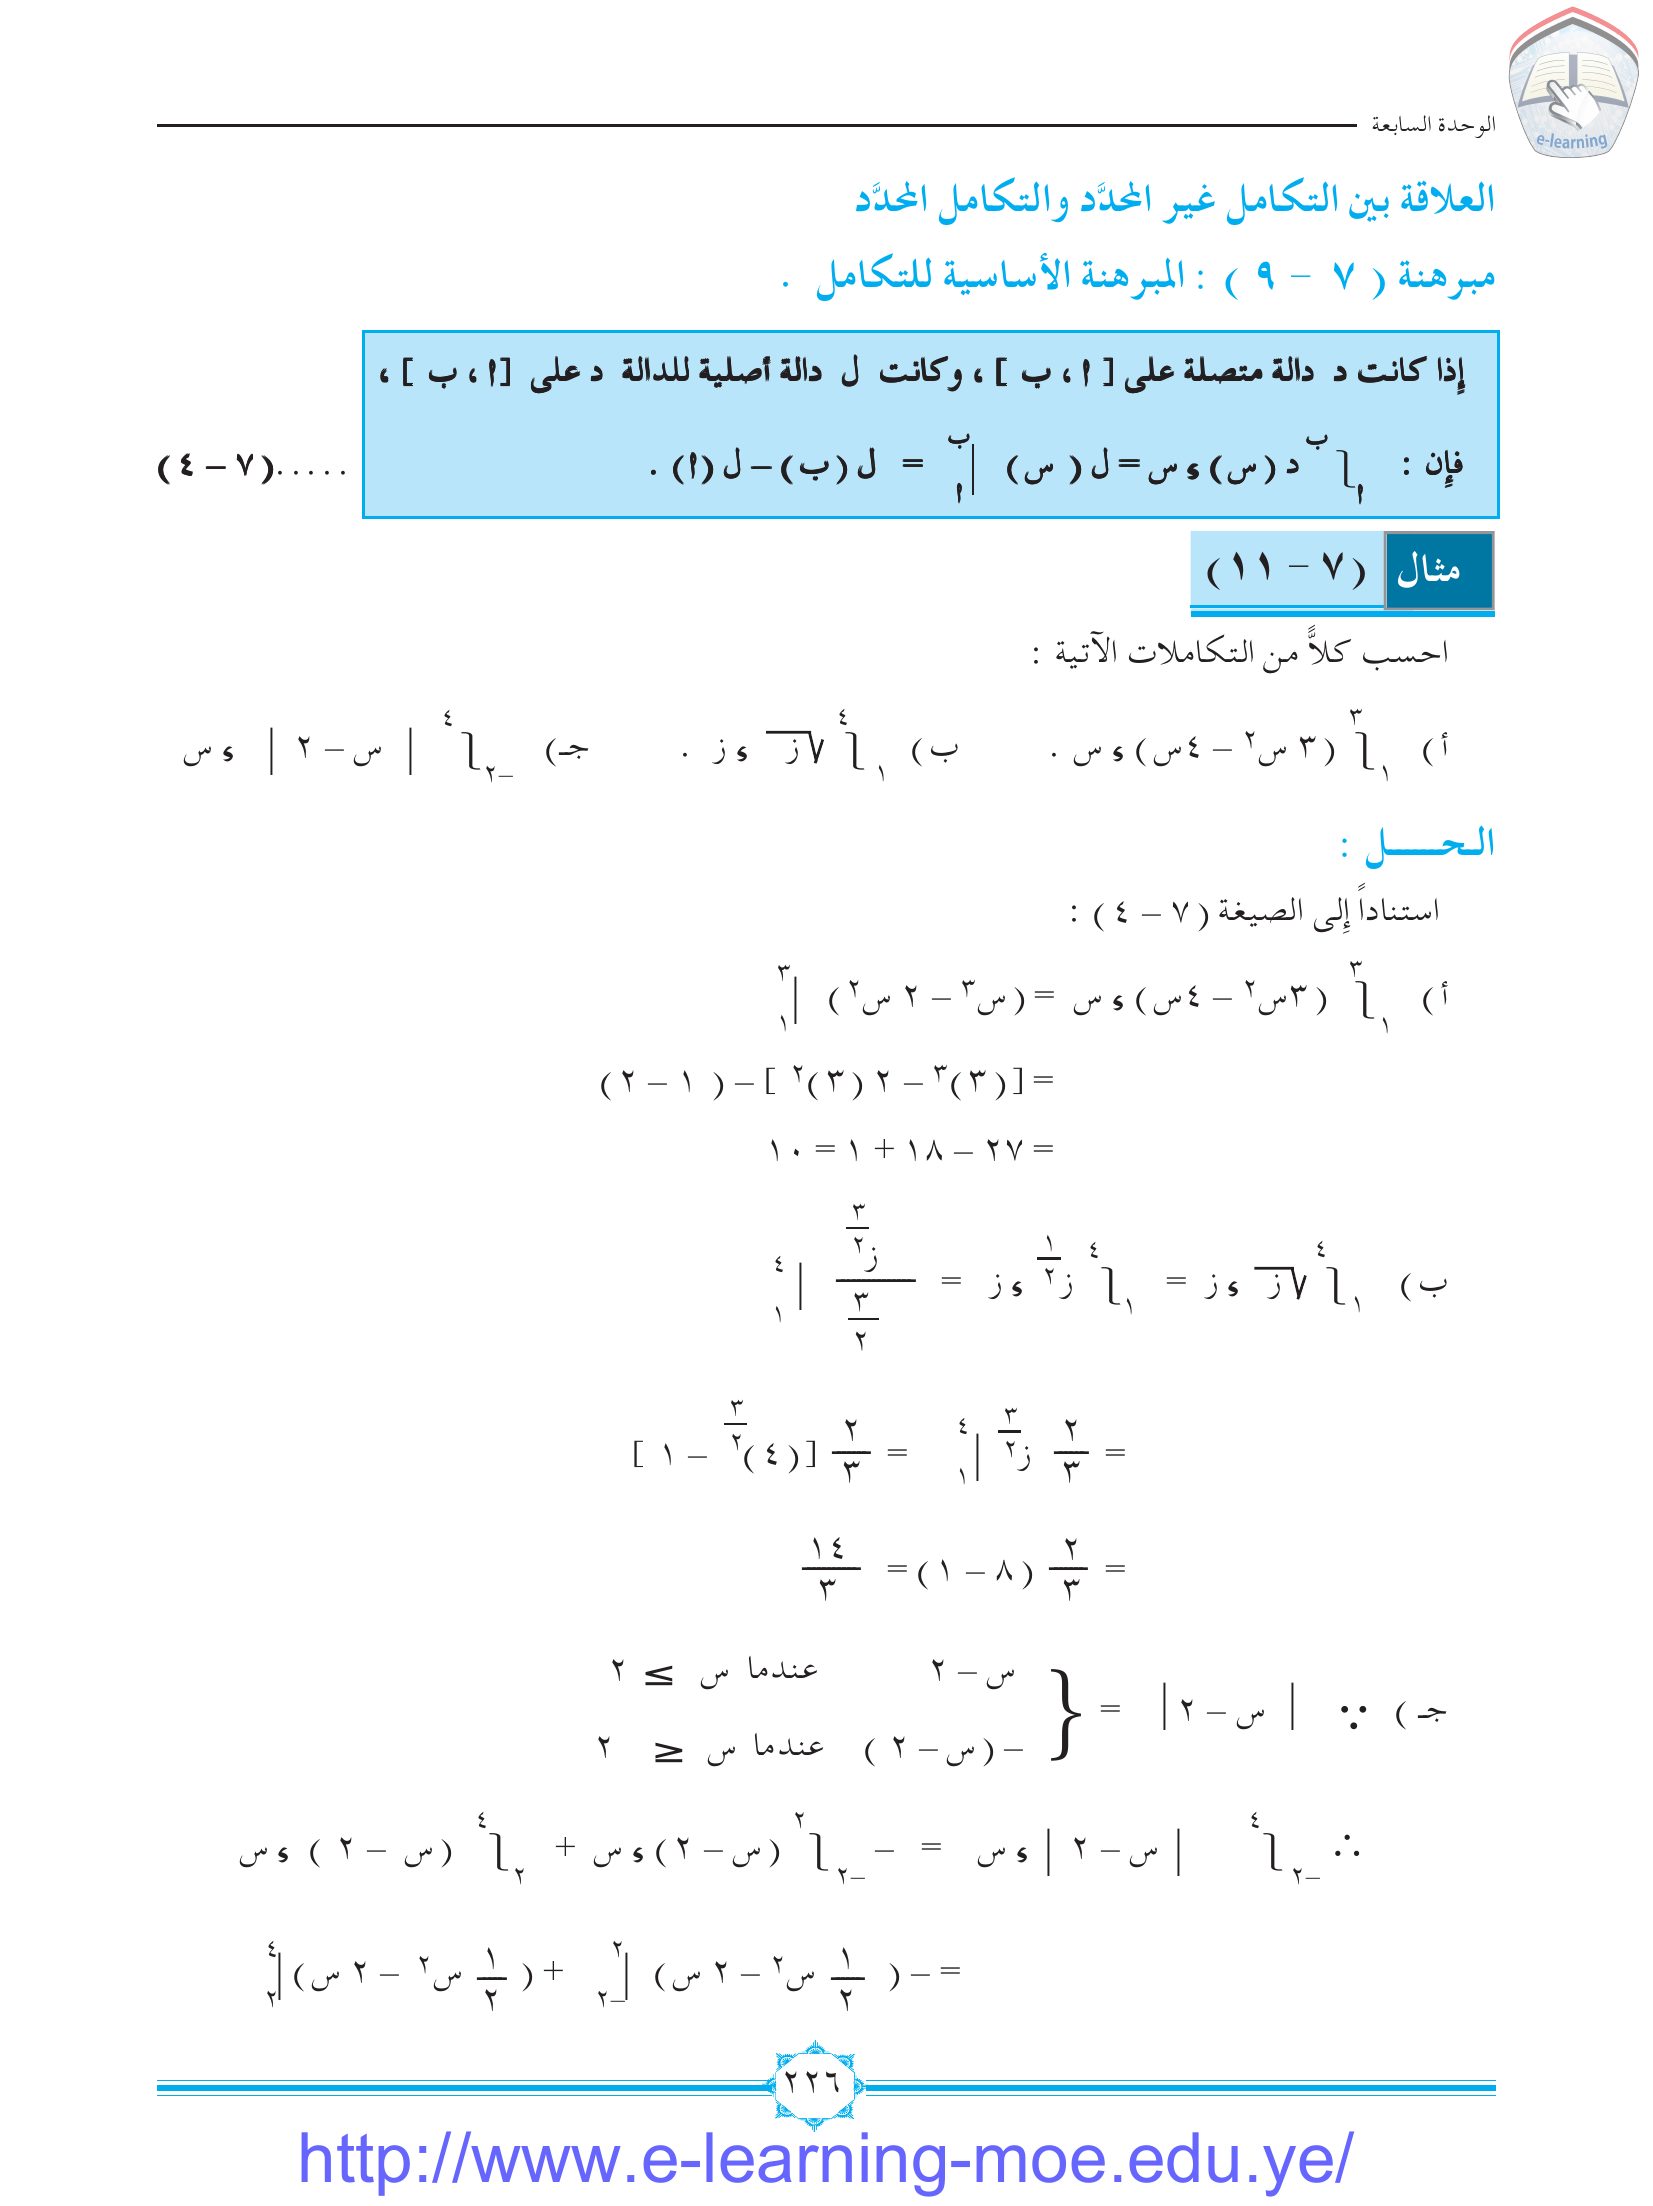 e-learning
الوحدة السابعة
العلاقة بين التكامل غير المحدَّد والتكامل المحدَّد
مبرهنة ( ٧ – ٩ ) : المبرهنة الأساسية للتكامل .
إِذا كانت د دالة متصلة على [ ا ، ب ] ، وكانت ل دالة أصلية للدالة د على [ ا ، ب ] ،
فإِن : ∫ا^ب د ( س ) ء س = ل ( س ) |ا^ب = ل ( ب ) – ل ( ا ) . .....( ٧ – ٤ )
مثال ( ٧ – ١١ )
احسب كلاًّ من التكاملات الآتية :
أ ) ∫١^٣ ( ٣ س^٢ – ٤ س ) ء س . ب ) ∫١^٤ √ز ء ز . جـ ) ∫–٢^٤ | س – ٢ | ء س
الحـــــل :
استناداً إِلى الصيغة ( ٧ – ٤ ) :
أ ) ∫١^٣ ( ٣س^٢ – ٤س ) ء س = ( س^٣ – ٢ س^٢ ) |١^٣
= [ ( ٣ )^٣ – ٢ ( ٣ )^٢ ] – ( ١ – ٢ )
= ٢٧ – ١٨ + ١ = ١٠
ب ) ∫١^٤ √ز ء ز = ∫١^٤ ز^(١/٢) ء ز = ز^(٣/٢) / (٣/٢) |١^٤
= ٢/٣ ز^(٣/٢) |١^٤ = ٢/٣ [ ( ٤ )^(٣/٢) – ١ ]
= ٢/٣ ( ٨ – ١ ) = ١٤/٣
جـ ) ∵ | س – ٢ | = { س – ٢ عندما س ≥ ٢
– ( س – ٢ ) عندما س ≤ ٢
∴ ∫–٢^٤ | س – ٢ | ء س = – ∫–٢^٢ ( س – ٢ ) ء س + ∫٢^٤ ( س – ٢ ) ء س
= – ( ١/٢ س^٢ – ٢ س ) |–٢^٢ + ( ١/٢ س^٢ – ٢ س ) |٢^٤
٢٢٦
http://www.e-learning-moe.edu.ye/